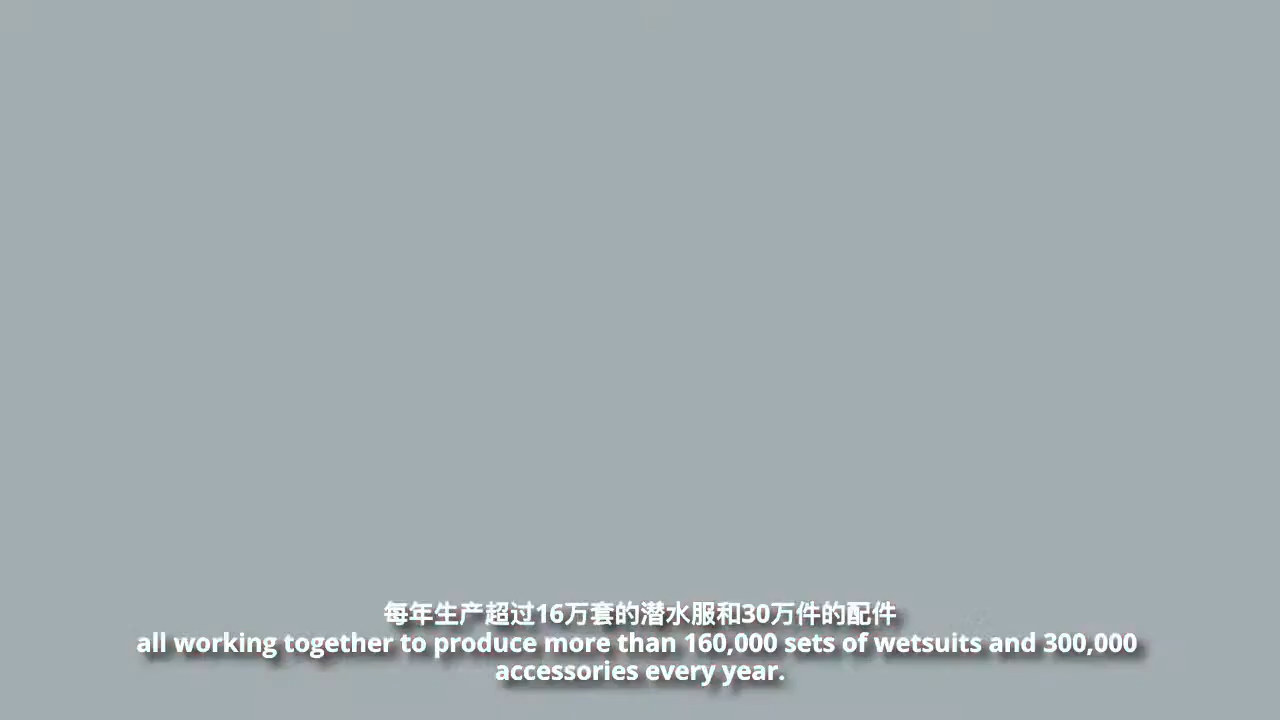 每年生产超过16万套的潜水服和30万件的配件
all working together to produce more than 160,000 sets of wetsuits and 300,000
accessories every year.